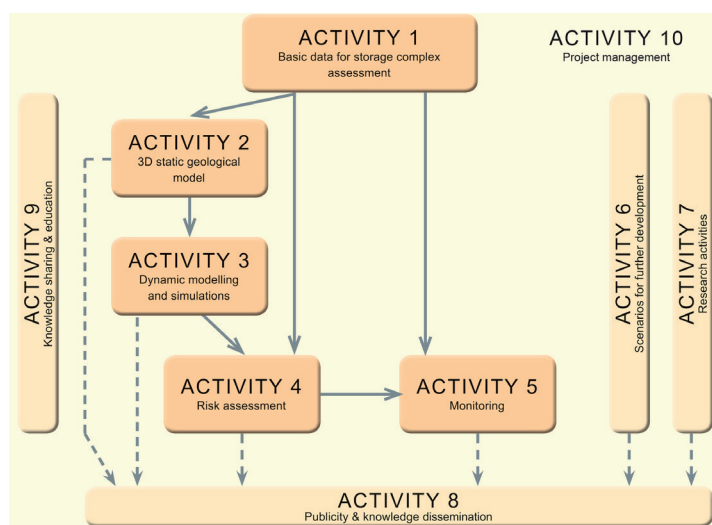 ACTIVITY 1
Basic data for storage complex
assessment
ACTIVITY 10
Project management
ACTIVITY 2
3D static geological
model
ACTIVITY 9
Knowledge sharing & education
ACTIVITY 3
Dynamic modelling
and simulations
ACTIVITY 6
Scenarios for further development
ACTIVITY 7
Research activities
ACTIVITY 4
Risk assessment
ACTIVITY 5
Monitoring
ACTIVITY 8
Publicity & knowledge dissemination